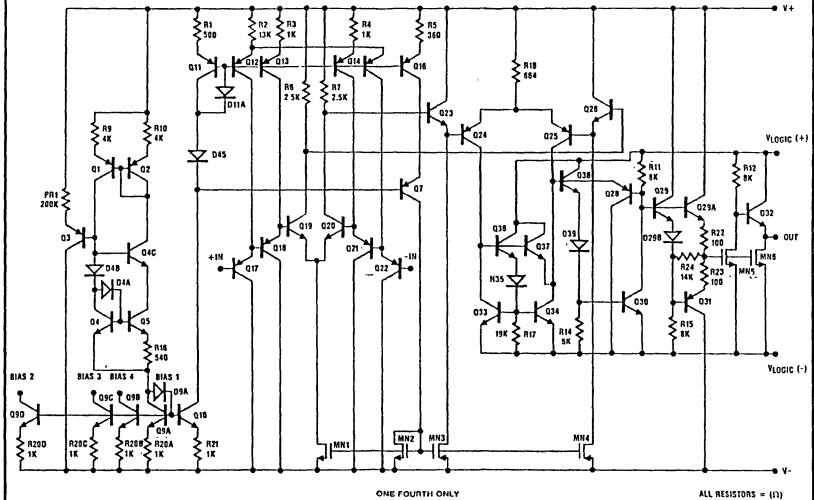 V+
R1
500
R2
13K
R3
1K
R4
1K
R5
360
Q11
Q12
Q13
Q14
Q16
D11A
R6
2.5K
R7
2.5K
Q23
R18
664
Q24
Q25
Q26
R9
4K
R10
4K
Q1
Q2
D45
VLOGIC (+)
R11
8K
R12
8K
Q38
Q28
Q29
Q29A
Q32
PR1
200K
Q3
Q7
Q4C
D4B
D4A
Q4
Q5
R16
540
+IN
Q17
Q18
Q19
Q20
Q21
Q22
-IN
Q36
Q37
D39
D29B
R22
100
OUT
R24
14K
R23
100
MN5
MN6
N35
Q33
Q34
19K
R17
R14
5K
Q30
R15
8K
Q31
VLOGIC (-)
BIAS 2
BIAS 3
BIAS 4
BIAS 1
D9A
Q9D
Q9C
Q9B
Q9A
Q10
R20D
1K
R20C
1K
R20B
1K
R20A
1K
R21
1K
MN1
MN2
MN3
MN4
V-
ONE FOURTH ONLY
ALL RESISTORS = (Ω)